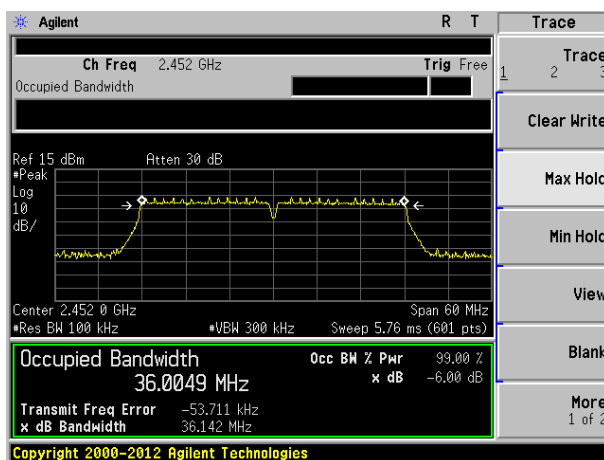 Agilent R T Trace
Ch Freq 2.452 GHz Trig Free
Occupied Bandwidth
Trace
1 2 3
Clear Write
Max Hold
Min Hold
View
Blank
More
1 of 2
Ref 15 dBm Atten 30 dB
#Peak
Log
10
dB/
Center 2.452 0 GHz Span 60 MHz
#Res BW 100 kHz #VBW 300 kHz Sweep 5.76 ms (601 pts)
Occupied Bandwidth Occ BW % Pwr 99.00 %
36.0049 MHz x dB -6.00 dB
Transmit Freq Error -53.711 kHz
x dB Bandwidth 36.142 MHz
Copyright 2000-2012 Agilent Technologies